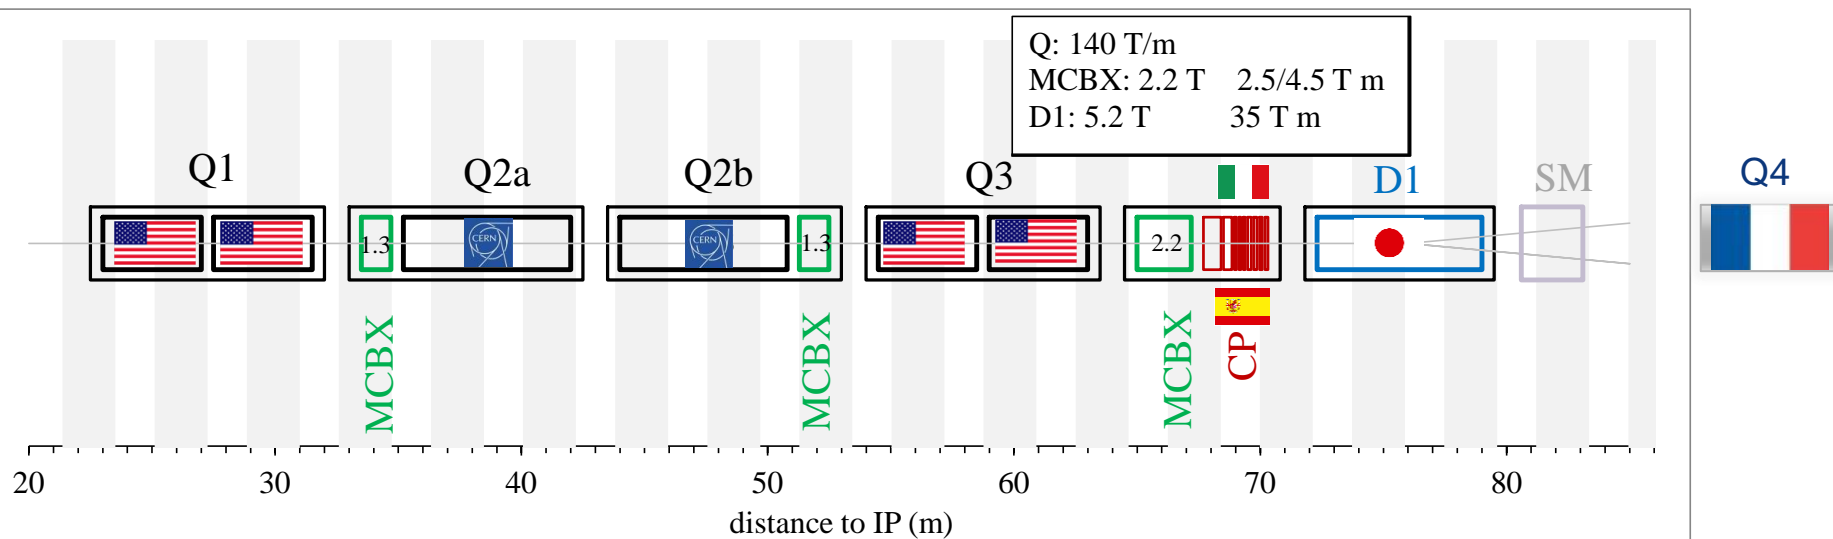 Q: 140 T/m
MCBX: 2.2 T 2.5/4.5 T m
D1: 5.2 T 35 T m
Q1
Q2a
Q2b
Q3
D1
SM
Q4
1.3
CERN
CERN
1.3
2.2
MCBX
MCBX
MCBX
CP
20
30
40
50
60
70
80
distance to IP (m)